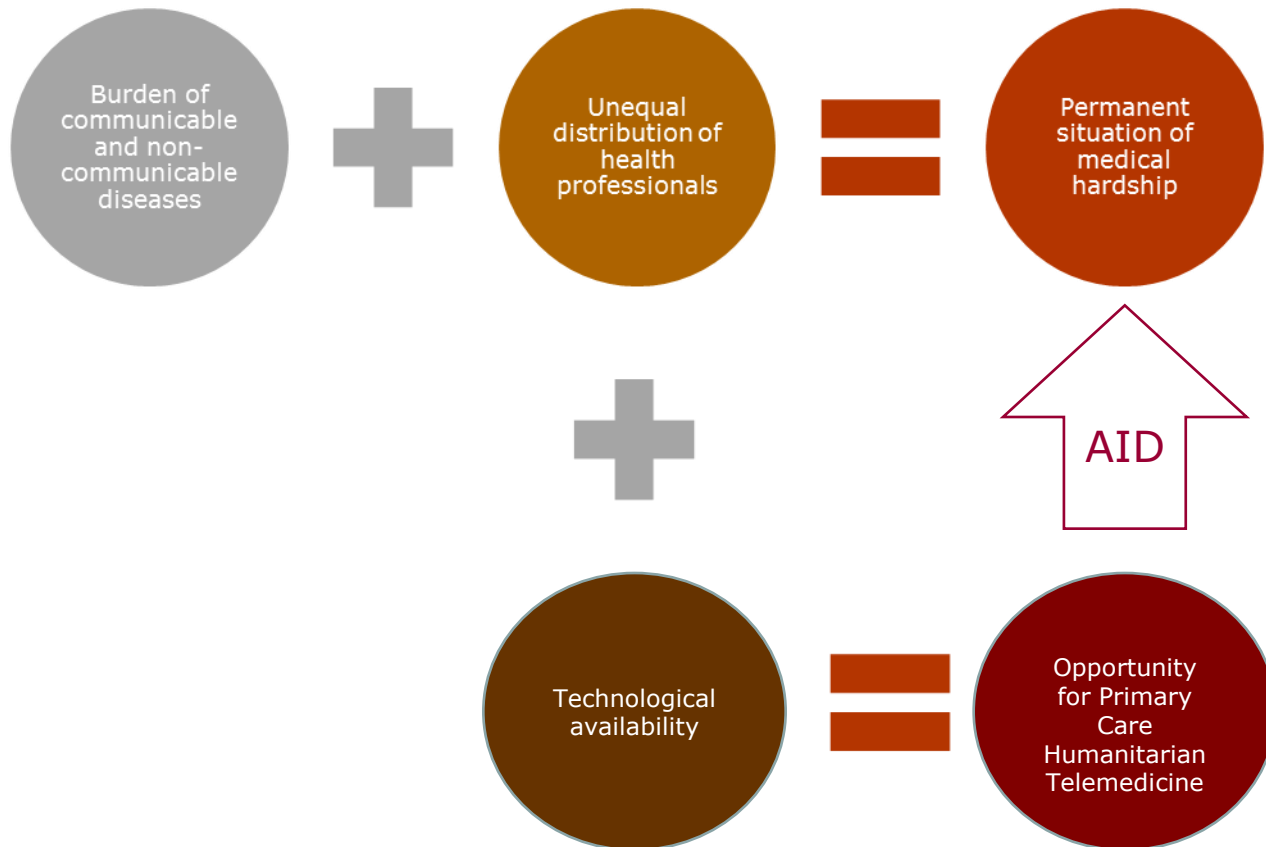 Burden of
communicable
and non-
communicable
diseases
Unequal
distribution of
health
professionals
Permanent
situation of
medical
hardship
AID
Technological
availability
Opportunity
for Primary
Care
Humanitarian
Telemedicine